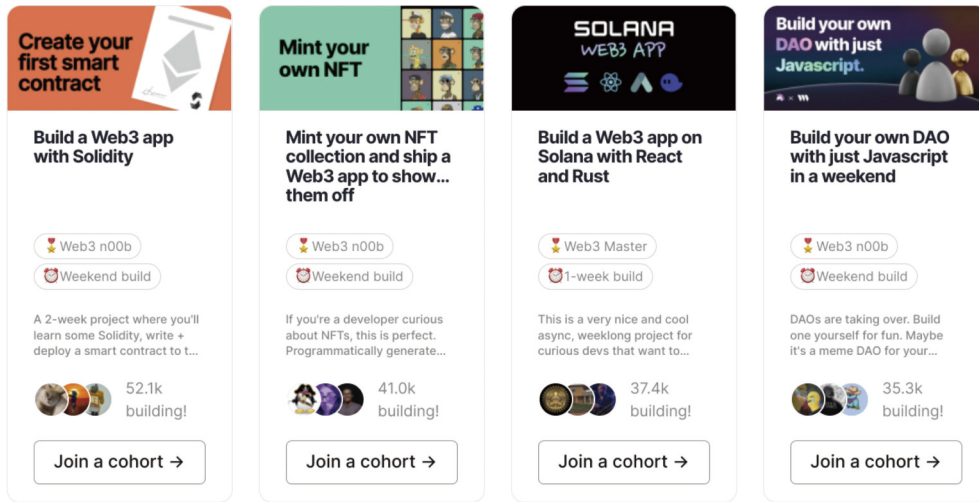 Create your
first smart
contract
Build a Web3 app
with Solidity
Web3 n00b
Weekend build
A 2-week project where you'll
learn some Solidity, write +
deploy a smart contract to t...
52.1k
building!
Join a cohort →
Mint your
own NFT
Mint your own NFT
collection and ship a
Web3 app to show...
them off
Web3 n00b
Weekend build
If you're a developer curious
about NFTs, this is perfect.
Programmatically generate...
41.0k
building!
Join a cohort →
SOLANA
WEB3 APP
Build a Web3 app on
Solana with React
and Rust
Web3 Master
1-week build
This is a very nice and cool
async, weeklong project for
curious devs that want to...
37.4k
building!
Join a cohort →
Build your own
DAO with just
Javascript.
Build your own DAO
with just Javascript
in a weekend
Web3 n00b
Weekend build
DAOs are taking over. Build
one yourself for fun. Maybe
it's a meme DAO for your...
35.3k
building!
Join a cohort →